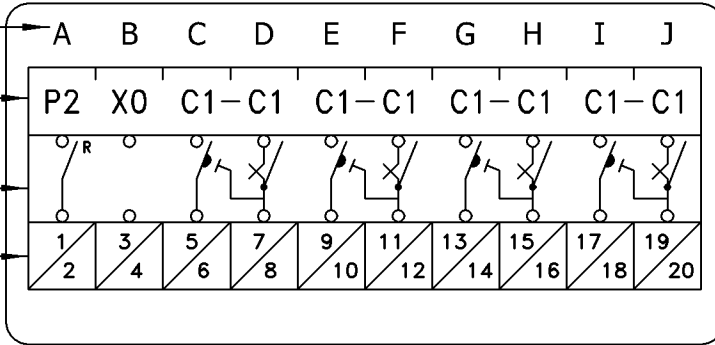 A B C D E F G H I J
P2 X0 C1-C1 C1-C1 C1-C1 C1-C1
R
1 3 5 7 9 11 13 15 17 19
2 4 6 8 10 12 14 16 18 20